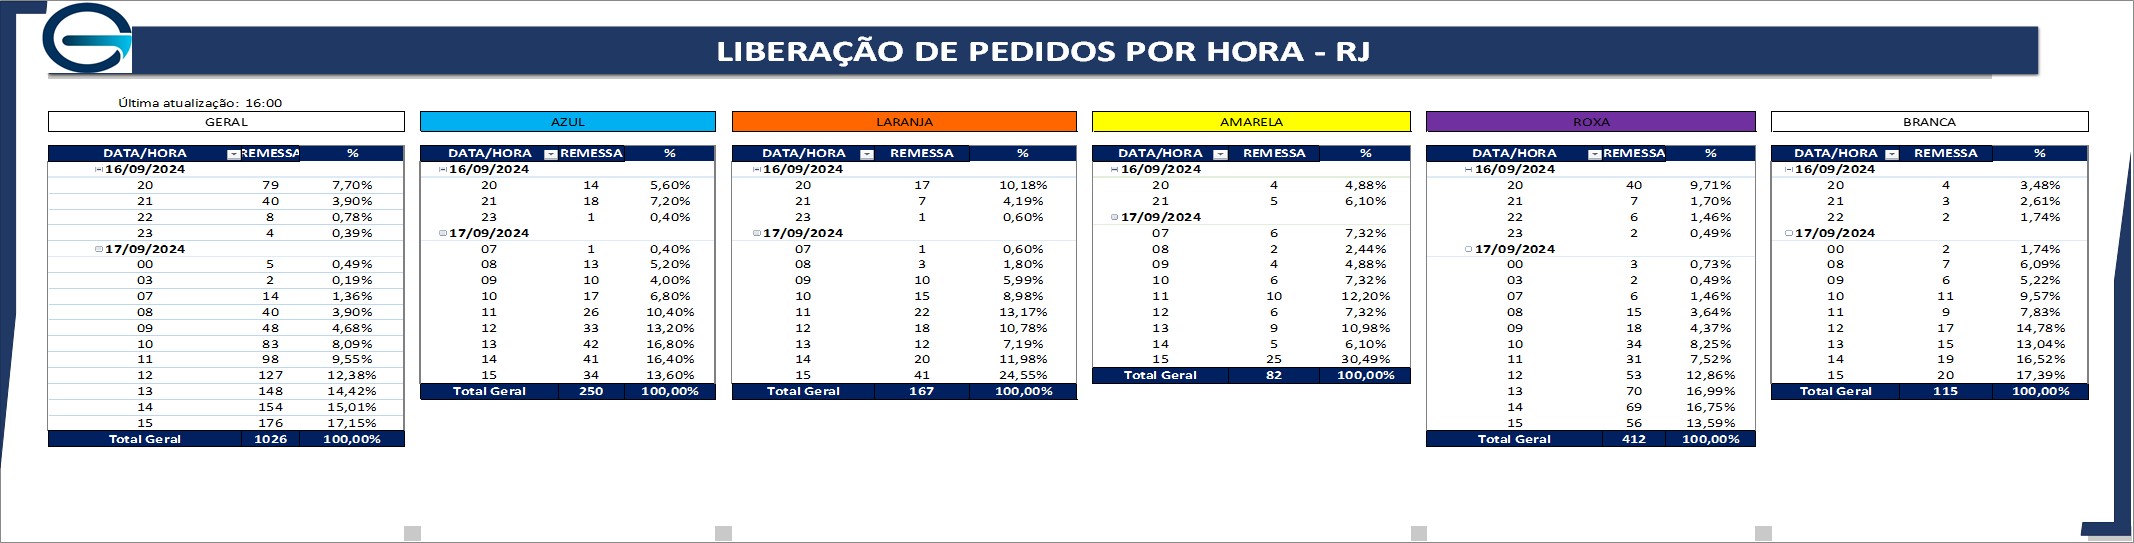 LIBERAÇÃO DE PEDIDOS POR HORA - RJ
Última atualização: 16:00
GERAL
DATA/HORA REMESSA %
16/09/2024
20 79 7,70%
21 40 3,90%
22 8 0,78%
23 4 0,39%
17/09/2024
00 5 0,49%
03 2 0,19%
07 14 1,36%
08 40 3,90%
09 48 4,68%
10 83 8,09%
11 98 9,55%
12 127 12,38%
13 148 14,42%
14 154 15,01%
15 176 17,15%
Total Geral 1026 100,00%
AZUL
DATA/HORA REMESSA %
16/09/2024
20 14 5,60%
21 18 7,20%
23 1 0,40%
17/09/2024
07 1 0,40%
08 13 5,20%
09 10 4,00%
10 17 6,80%
11 26 10,40%
12 33 13,20%
13 42 16,80%
14 41 16,40%
15 34 13,60%
Total Geral 250 100,00%
LARANJA
DATA/HORA REMESSA %
16/09/2024
20 17 10,18%
21 7 4,19%
23 1 0,60%
17/09/2024
07 1 0,60%
08 3 1,80%
09 10 5,99%
10 15 8,98%
11 22 13,17%
12 18 10,78%
13 12 7,19%
14 20 11,98%
15 41 24,55%
Total Geral 167 100,00%
AMARELA
DATA/HORA REMESSA %
16/09/2024
20 4 4,88%
21 5 6,10%
17/09/2024
07 6 7,32%
08 2 2,44%
09 4 4,88%
10 6 7,32%
11 10 12,20%
12 6 7,32%
13 9 10,98%
14 5 6,10%
15 25 30,49%
Total Geral 82 100,00%
ROXA
DATA/HORA REMESSA %
16/09/2024
20 40 9,71%
21 7 1,70%
22 6 1,46%
23 2 0,49%
17/09/2024
00 3 0,73%
03 2 0,49%
07 6 1,46%
08 15 3,64%
09 18 4,37%
10 34 8,25%
11 31 7,52%
12 53 12,86%
13 70 16,99%
14 69 16,75%
15 56 13,59%
Total Geral 412 100,00%
BRANCA
DATA/HORA REMESSA %
16/09/2024
20 4 3,48%
21 3 2,61%
22 2 1,74%
17/09/2024
00 2 1,74%
08 7 6,09%
09 6 5,22%
10 11 9,57%
11 9 7,83%
12 17 14,78%
13 15 13,04%
14 19 16,52%
15 20 17,39%
Total Geral 115 100,00%